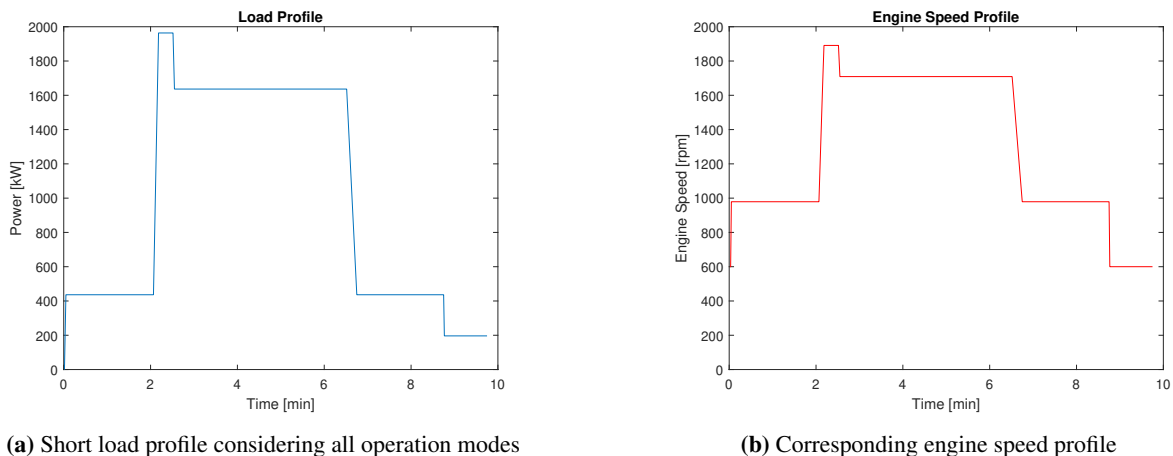 Load Profile
2000
1800
1600
1400
1200
1000
800
600
400
200
0
Power [kW]
0 2 4 6 8 10
Time [min]
(a) Short load profile considering all operation modes
Engine Speed Profile
2000
1800
1600
1400
1200
1000
800
600
400
200
0
Engine Speed [rpm]
0 2 4 6 8 10
Time [min]
(b) Corresponding engine speed profile